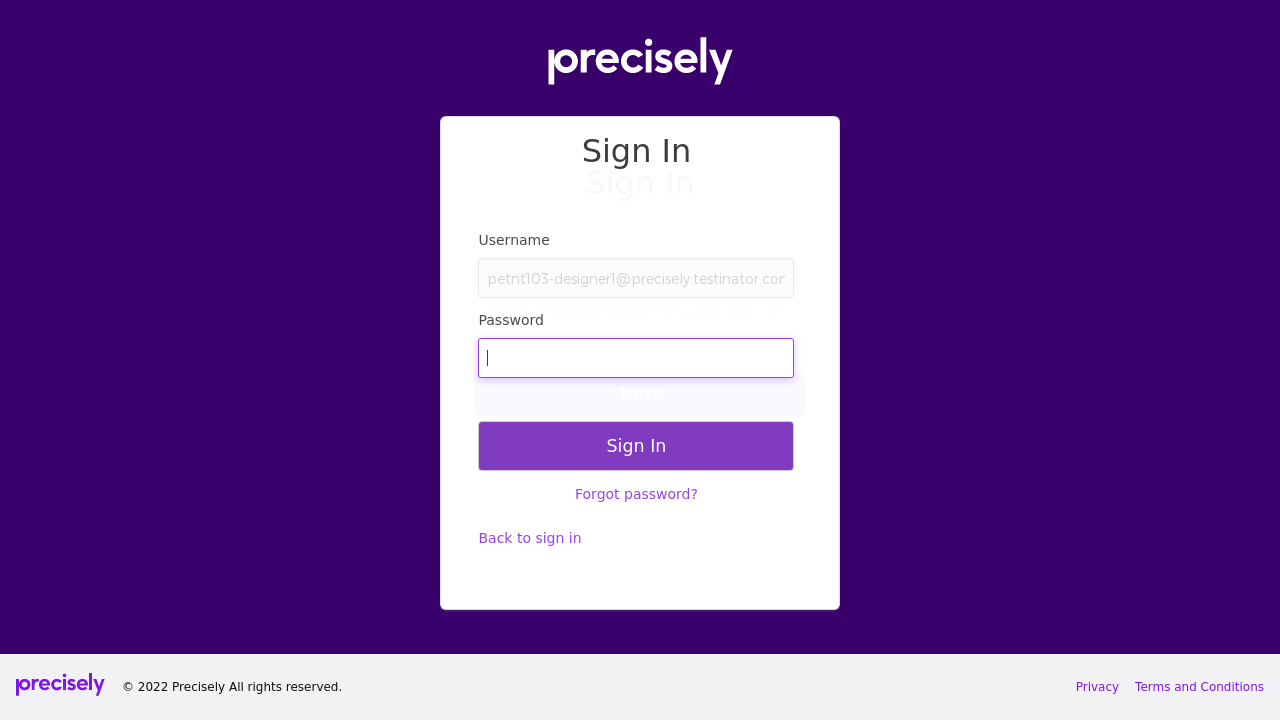 precisely
Sign In
Sign In
Username
petnt103-designer1@precisely.testinator.cor
Password
Next
Sign In
Forgot password?
Back to sign in
precisely © 2022 Precisely All rights reserved. Privacy Terms and Conditions